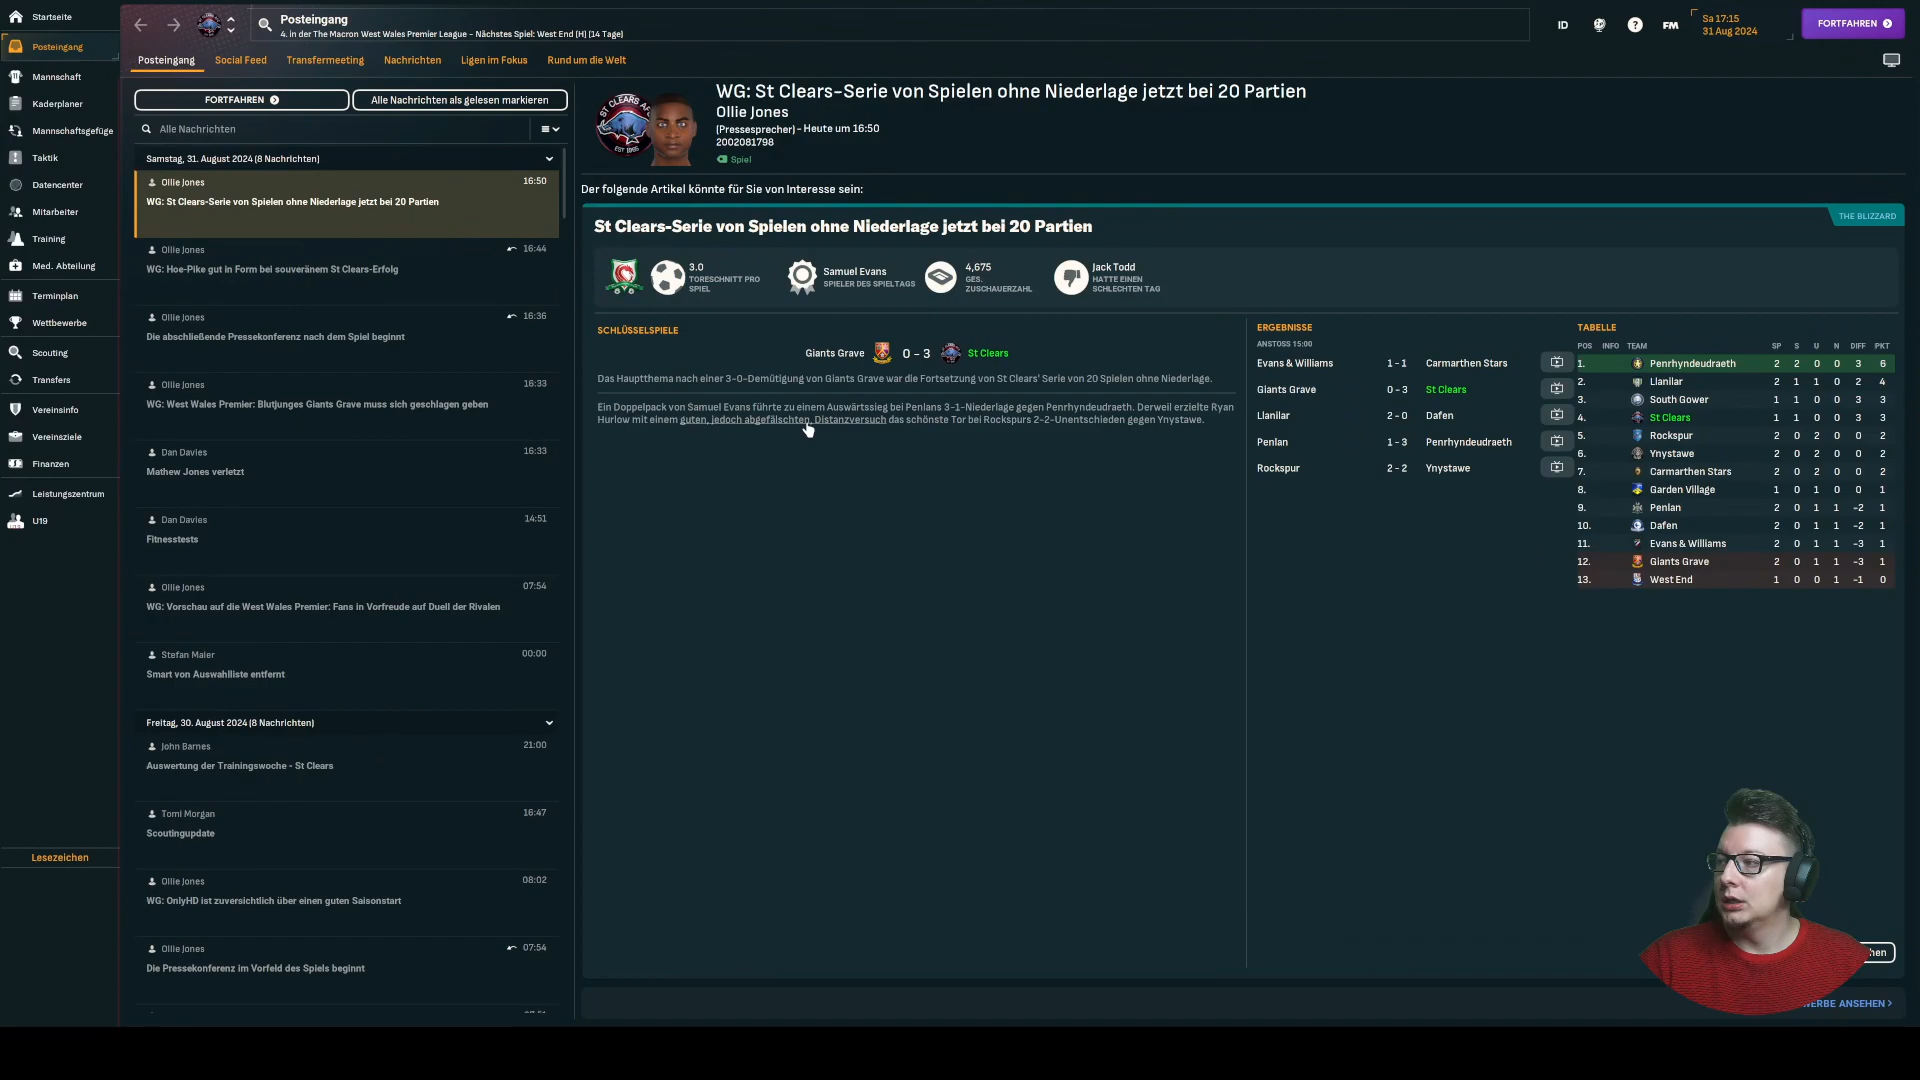 Startseite
Posteingang
Mannschaft
Kaderplaner
Mannschaftsgefüge
Taktik
Datencenter
Mitarbeiter
Training
Med. Abteilung
Terminplan
Wettbewerbe
Scouting
Transfers
Vereinsinfo
Vereinsziele
Finanzen
Leistungszentrum
U19
Lesezeichen
Posteingang
4. in der The Macron West Wales Premier League - Nächstes Spiel: West End (H) (14 Tage)
ID
?
FM
Sa 17:15
31 Aug 2024
FORTFAHREN
Posteingang Social Feed Transfermeeting Nachrichten Ligen im Fokus Rund um die Welt
FORTFAHREN
Alle Nachrichten als gelesen markieren
Alle Nachrichten
Samstag, 31. August 2024 (8 Nachrichten)
Ollie Jones 16:50
WG: St Clears-Serie von Spielen ohne Niederlage jetzt bei 20 Partien
Ollie Jones 16:44
WG: Hoe-Pike gut in Form bei souveränem St Clears-Erfolg
Ollie Jones 16:36
Die abschließende Pressekonferenz nach dem Spiel beginnt
Ollie Jones 16:33
WG: West Wales Premier: Blutjunges Giants Grave muss sich geschlagen geben
Dan Davies 16:33
Mathew Jones verletzt
Dan Davies 14:51
Fitnesstests
Ollie Jones 07:54
WG: Vorschau auf die West Wales Premier: Fans in Vorfreude auf Duell der Rivalen
Stefan Maier 00:00
Smart von Auswahlliste entfernt
Freitag, 30. August 2024 (8 Nachrichten)
John Barnes 21:00
Auswertung der Trainingswoche - St Clears
Tomi Morgan 16:47
Scoutingupdate
Ollie Jones 08:02
WG: OnlyHD ist zuversichtlich über einen guten Saisonstart
Ollie Jones 07:54
Die Pressekonferenz im Vorfeld des Spiels beginnt
WG: St Clears-Serie von Spielen ohne Niederlage jetzt bei 20 Partien
Ollie Jones
(Pressesprecher) - Heute um 16:50
2002081798
Spiel
Der folgende Artikel könnte für Sie von Interesse sein:
THE BLIZZARD
St Clears-Serie von Spielen ohne Niederlage jetzt bei 20 Partien
3.0
TORESCHNITT PRO SPIEL
Samuel Evans
SPIELER DES SPIELTAGS
4,675
GES. ZUSCHAUERZAHL
Jack Todd
HATTE EINEN SCHLECHTEN TAG
SCHLÜSSELSPIELE
Giants Grave 0 - 3 St Clears
Das Hauptthema nach einer 3-0-Demütigung von Giants Grave war die Fortsetzung von St Clears' Serie von 20 Spielen ohne Niederlage.
Ein Doppelpack von Samuel Evans führte zu einem Auswärtssieg bei Penlans 3-1-Niederlage gegen Penrhyndeudraeth. Derweil erzielte Ryan
Hurlow mit einem guten, jedoch abgefälschten, Distanzversuch das schönste Tor bei Rockspurs 2-2-Unentschieden gegen Ynystawe.
ERGEBNISSE
ANSTOSS 15:00
Evans & Williams 1 - 1 Carmarthen Stars
Giants Grave 0 - 3 St Clears
Llanilar 2 - 0 Dafen
Penlan 1 - 3 Penrhyndeudraeth
Rockspur 2 - 2 Ynystawe
TABELLE
POS INFO TEAM SP S U N DIFF PKT
1. Penrhyndeudraeth 2 2 0 0 3 6
2. Llanilar 2 1 1 0 2 4
3. South Gower 1 1 0 0 3 3
4. St Clears 1 1 0 0 3 3
5. Rockspur 2 0 2 0 0 2
6. Ynystawe 2 0 2 0 0 2
7. Carmarthen Stars 2 0 2 0 0 2
8. Garden Village 1 0 1 0 0 1
9. Penlan 2 0 1 1 -2 1
10. Dafen 2 0 1 1 -2 1
11. Evans & Williams 2 0 1 1 -3 1
12. Giants Grave 2 0 1 1 -3 1
13. West End 1 0 0 1 -1 0
ANSEHEN